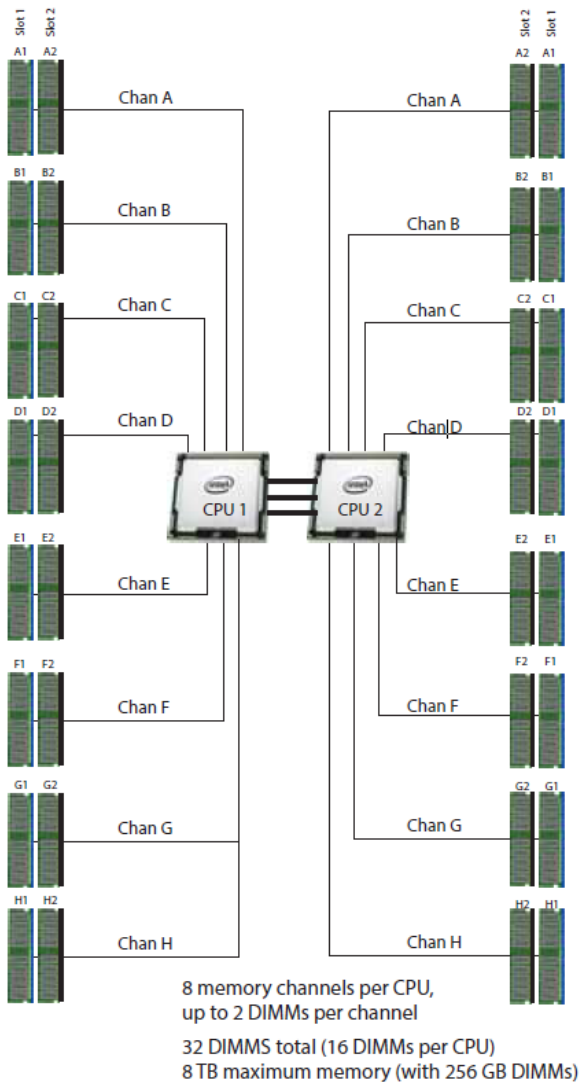 Slot 1
Slot 2
Slot 2
Slot 1
A1 A2
A2 A1
Chan A
Chan A
B1 B2
B2 B1
Chan B
Chan B
C1 C2
C2 C1
Chan C
Chan C
D1 D2
D2 D1
Chan D
Chan D
intel
intel
CPU 1
CPU 2
E1 E2
E2 E1
Chan E
Chan E
F1 F2
F2 F1
Chan F
Chan F
G1 G2
G2 G1
Chan G
Chan G
H1 H2
H2 H1
Chan H
Chan H
8 memory channels per CPU,
up to 2 DIMMs per channel
32 DIMMS total (16 DIMMs per CPU)
8 TB maximum memory (with 256 GB DIMMs)